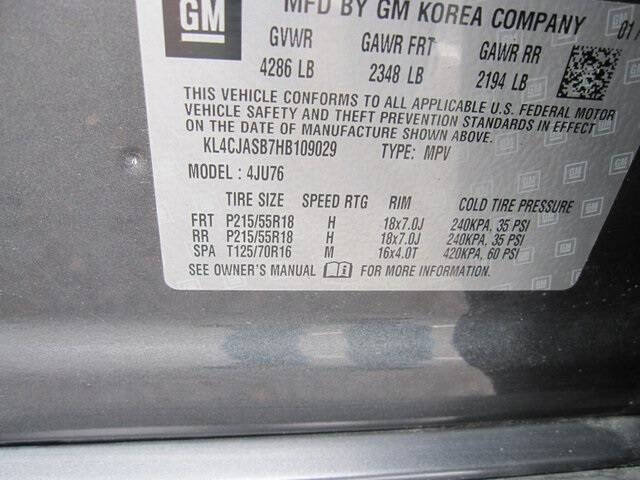 GM
MFD BY GM KOREA COMPANY 01
GVWR GAWR FRT GAWR RR
4286 LB 2348 LB 2194 LB
THIS VEHICLE CONFORMS TO ALL APPLICABLE U.S. FEDERAL MOTOR
VEHICLE SAFETY AND THEFT PREVENTION STANDARDS IN EFFECT
ON THE DATE OF MANUFACTURE SHOWN ABOVE.
KL4CJASB7HB109029 TYPE: MPV
MODEL : 4JU76
TIRE SIZE SPEED RTG RIM COLD TIRE PRESSURE
FRT P215/55R18 H 18x7.0J 240KPA, 35 PSI
RR P215/55R18 H 18x7.0J 240KPA, 35 PSI
SPA T125/70R16 M 16x4.0T 420KPA, 60 PSI
SEE OWNER'S MANUAL FOR MORE INFORMATION.